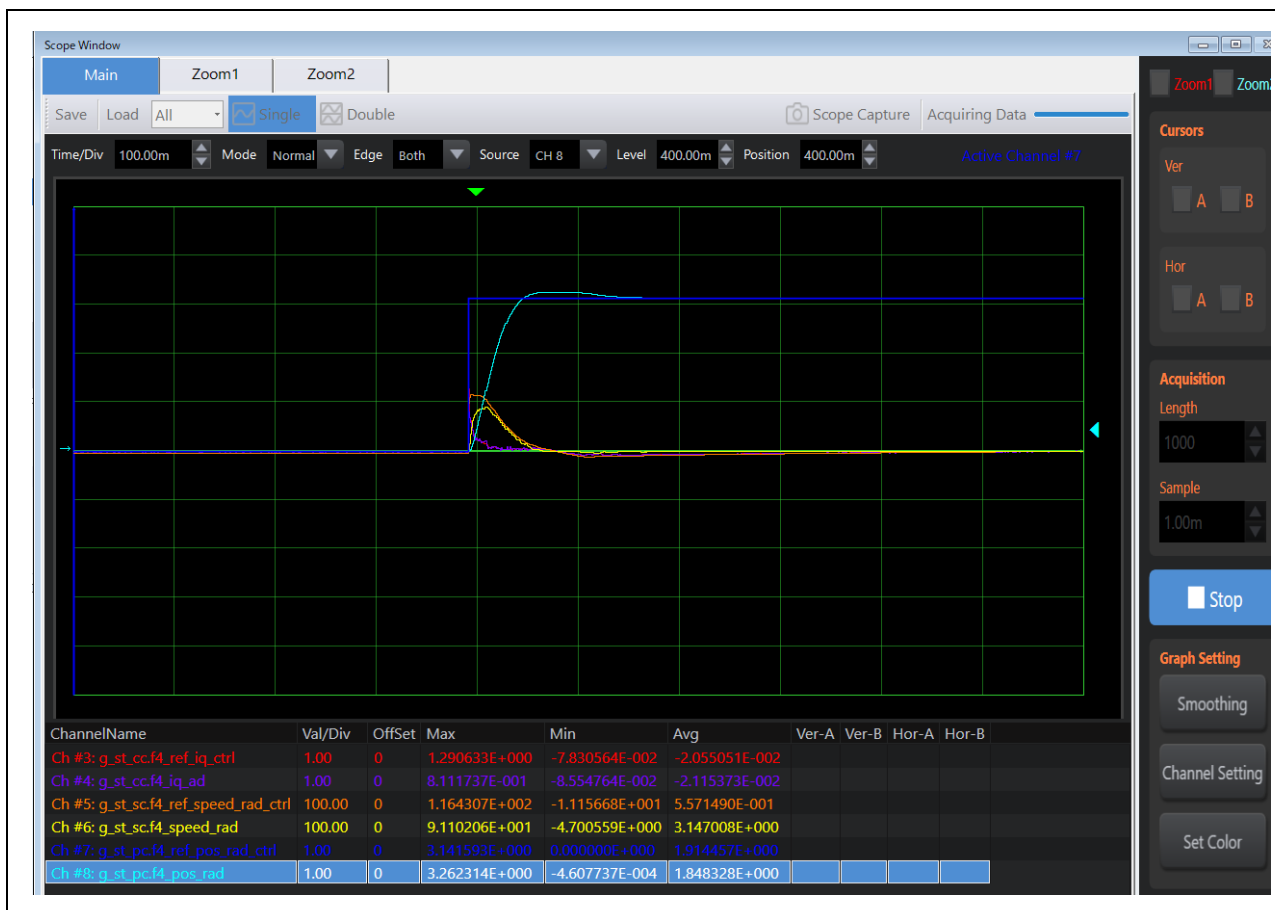 Scope Window
Main Zoom1 Zoom2
Zoom1 Zoom2
Save Load All Single Double Scope Capture Acquiring Data
Time/Div 100.00m Mode Normal Edge Both Source CH 8 Level 400.00m Position 400.00m Active Channel #7
Cursors
Ver
A B
Hor
A B
Acquisition
Length
1000
Sample
1.00m
Stop
Graph Setting
Smoothing
Channel Setting
Set Color
ChannelName Val/Div OffSet Max Min Avg Ver-A Ver-B Hor-A Hor-B
Ch #3: g_st_cc.f4_ref_iq_ctrl 1.00 0 1.290633E+000 -7.830564E-002 -2.055051E-002
Ch #4: g_st_cc.f4_iq_ad 1.00 0 8.111737E-001 -8.554764E-002 -2.115373E-002
Ch #5: g_st_sc.f4_ref_speed_rad_ctrl 100.00 0 1.164307E+002 -1.115668E+001 5.571490E-001
Ch #6: g_st_sc.f4_speed_rad 100.00 0 9.110206E+001 -4.700559E+000 3.147008E+000
Ch #7: g_st_pc.f4_ref_pos_rad_ctrl 1.00 0 3.141593E+000 0.000000E+000 1.914457E+000
Ch #8: g_st_pc.f4_pos_rad 1.00 0 3.262314E+000 -4.607737E-004 1.848328E+000